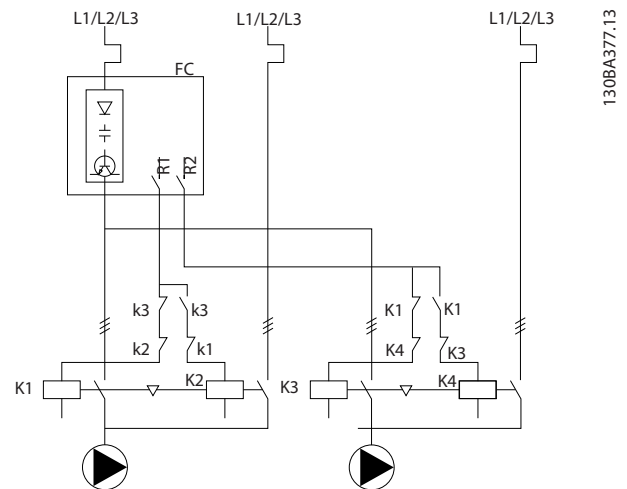 L1/L2/L3 L1/L2/L3 L1/L2/L3
130BA377.13
FC
R1 R2
k3 k3 K1 K1
k2 k1 K4 K3
K1 K2 K3 K4